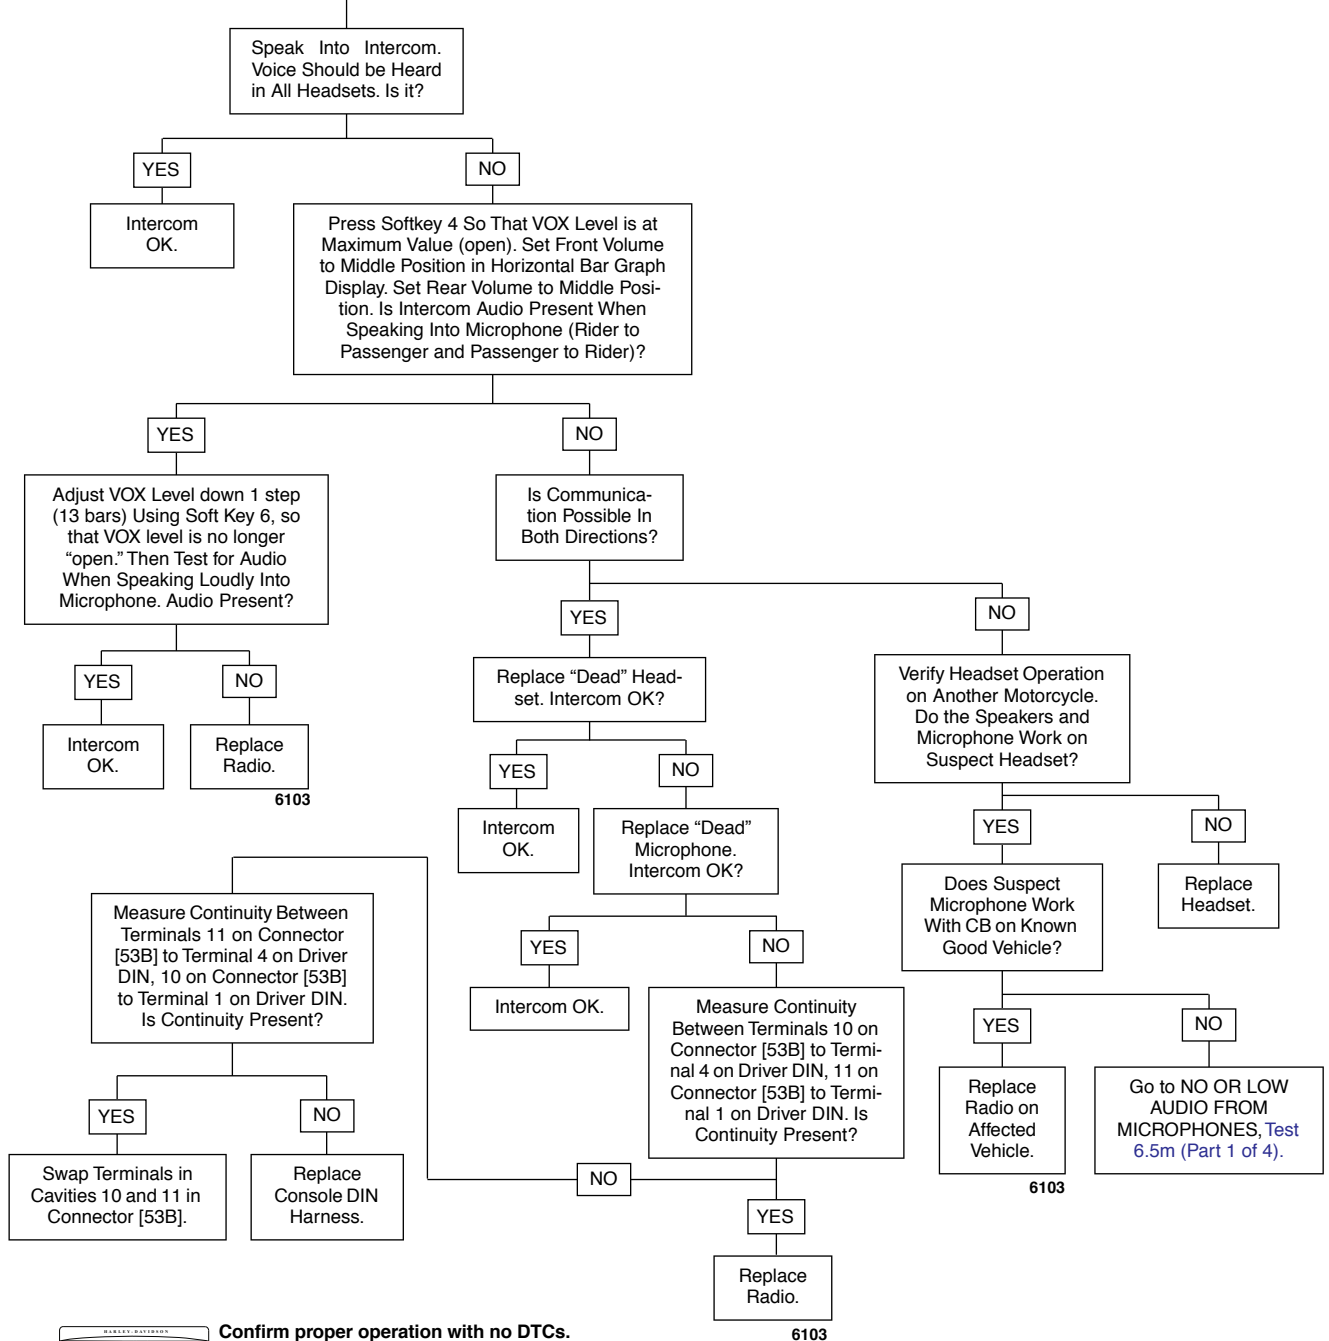 Speak Into Intercom.
Voice Should be Heard
in All Headsets. Is it?
YES
NO
Intercom
OK.
Press Softkey 4 So That VOX Level is at
Maximum Value (open). Set Front Volume
to Middle Position in Horizontal Bar Graph
Display. Set Rear Volume to Middle Posi-
tion. Is Intercom Audio Present When
Speaking Into Microphone (Rider to
Passenger and Passenger to Rider)?
YES
NO
Adjust VOX Level down 1 step
(13 bars) Using Soft Key 6, so
that VOX level is no longer
“open.” Then Test for Audio
When Speaking Loudly Into
Microphone. Audio Present?
Is Communica-
tion Possible In
Both Directions?
YES
NO
YES
NO
Intercom
OK.
Replace
Radio.
6103
Replace “Dead” Head-
set. Intercom OK?
Verify Headset Operation
on Another Motorcycle.
Do the Speakers and
Microphone Work on
Suspect Headset?
YES
NO
Intercom
OK.
Replace “Dead”
Microphone.
Intercom OK?
YES
NO
Does Suspect
Microphone Work
With CB on Known
Good Vehicle?
Replace
Headset.
Measure Continuity Between
Terminals 11 on Connector
[53B] to Terminal 4 on Driver
DIN, 10 on Connector [53B]
to Terminal 1 on Driver DIN.
Is Continuity Present?
YES
NO
Intercom OK.
Measure Continuity
Between Terminals 10 on
Connector [53B] to Termi-
nal 4 on Driver DIN, 11 on
Connector [53B] to Termi-
nal 1 on Driver DIN. Is
Continuity Present?
YES
NO
Replace
Radio on
Affected
Vehicle.
6103
Go to NO OR LOW
AUDIO FROM
MICROPHONES, Test
6.5m (Part 1 of 4).
YES
NO
Swap Terminals in
Cavities 10 and 11 in
Connector [53B].
Replace
Console DIN
Harness.
NO
YES
Replace
Radio.
6103
HARLEY-DAVIDSON
Confirm proper operation with no DTCs.